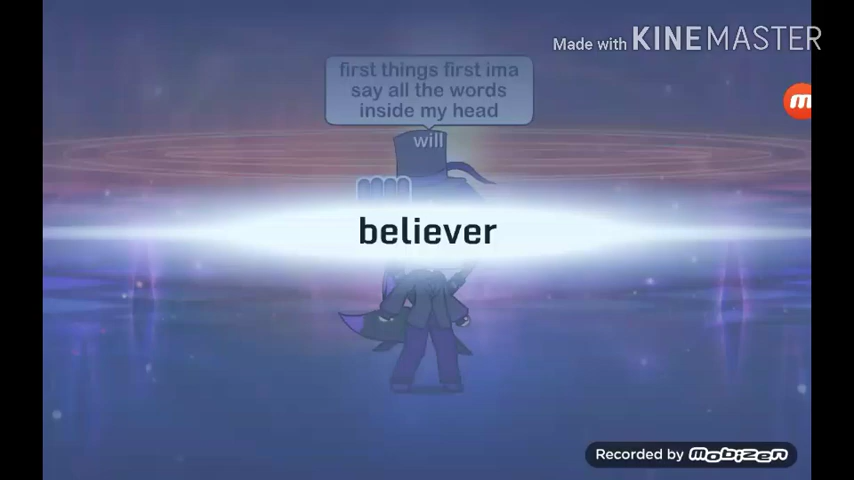 Made with KINEMASTER
first things first ima
say all the words
inside my head
will
believer
Recorded by mobizen